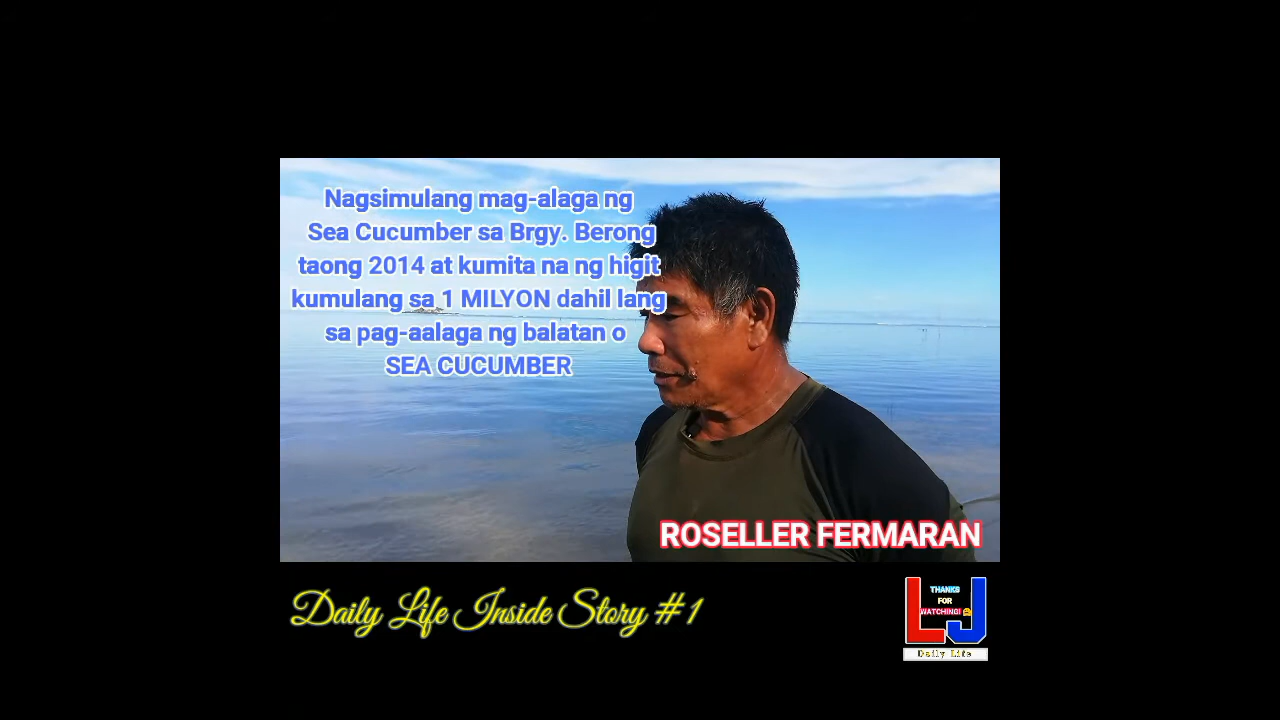 Nagsimulang mag-alaga ng
Sea Cucumber sa Brgy. Berong
taong 2014 at kumita na ng higit
kumulang sa 1 MILYON dahil lang
sa pag-aalaga ng balatan o
SEA CUCUMBER
ROSELLER FERMARAN
Daily Life Inside Story #1
THANKS
FOR
WATCHING!
LJ
Daily Life